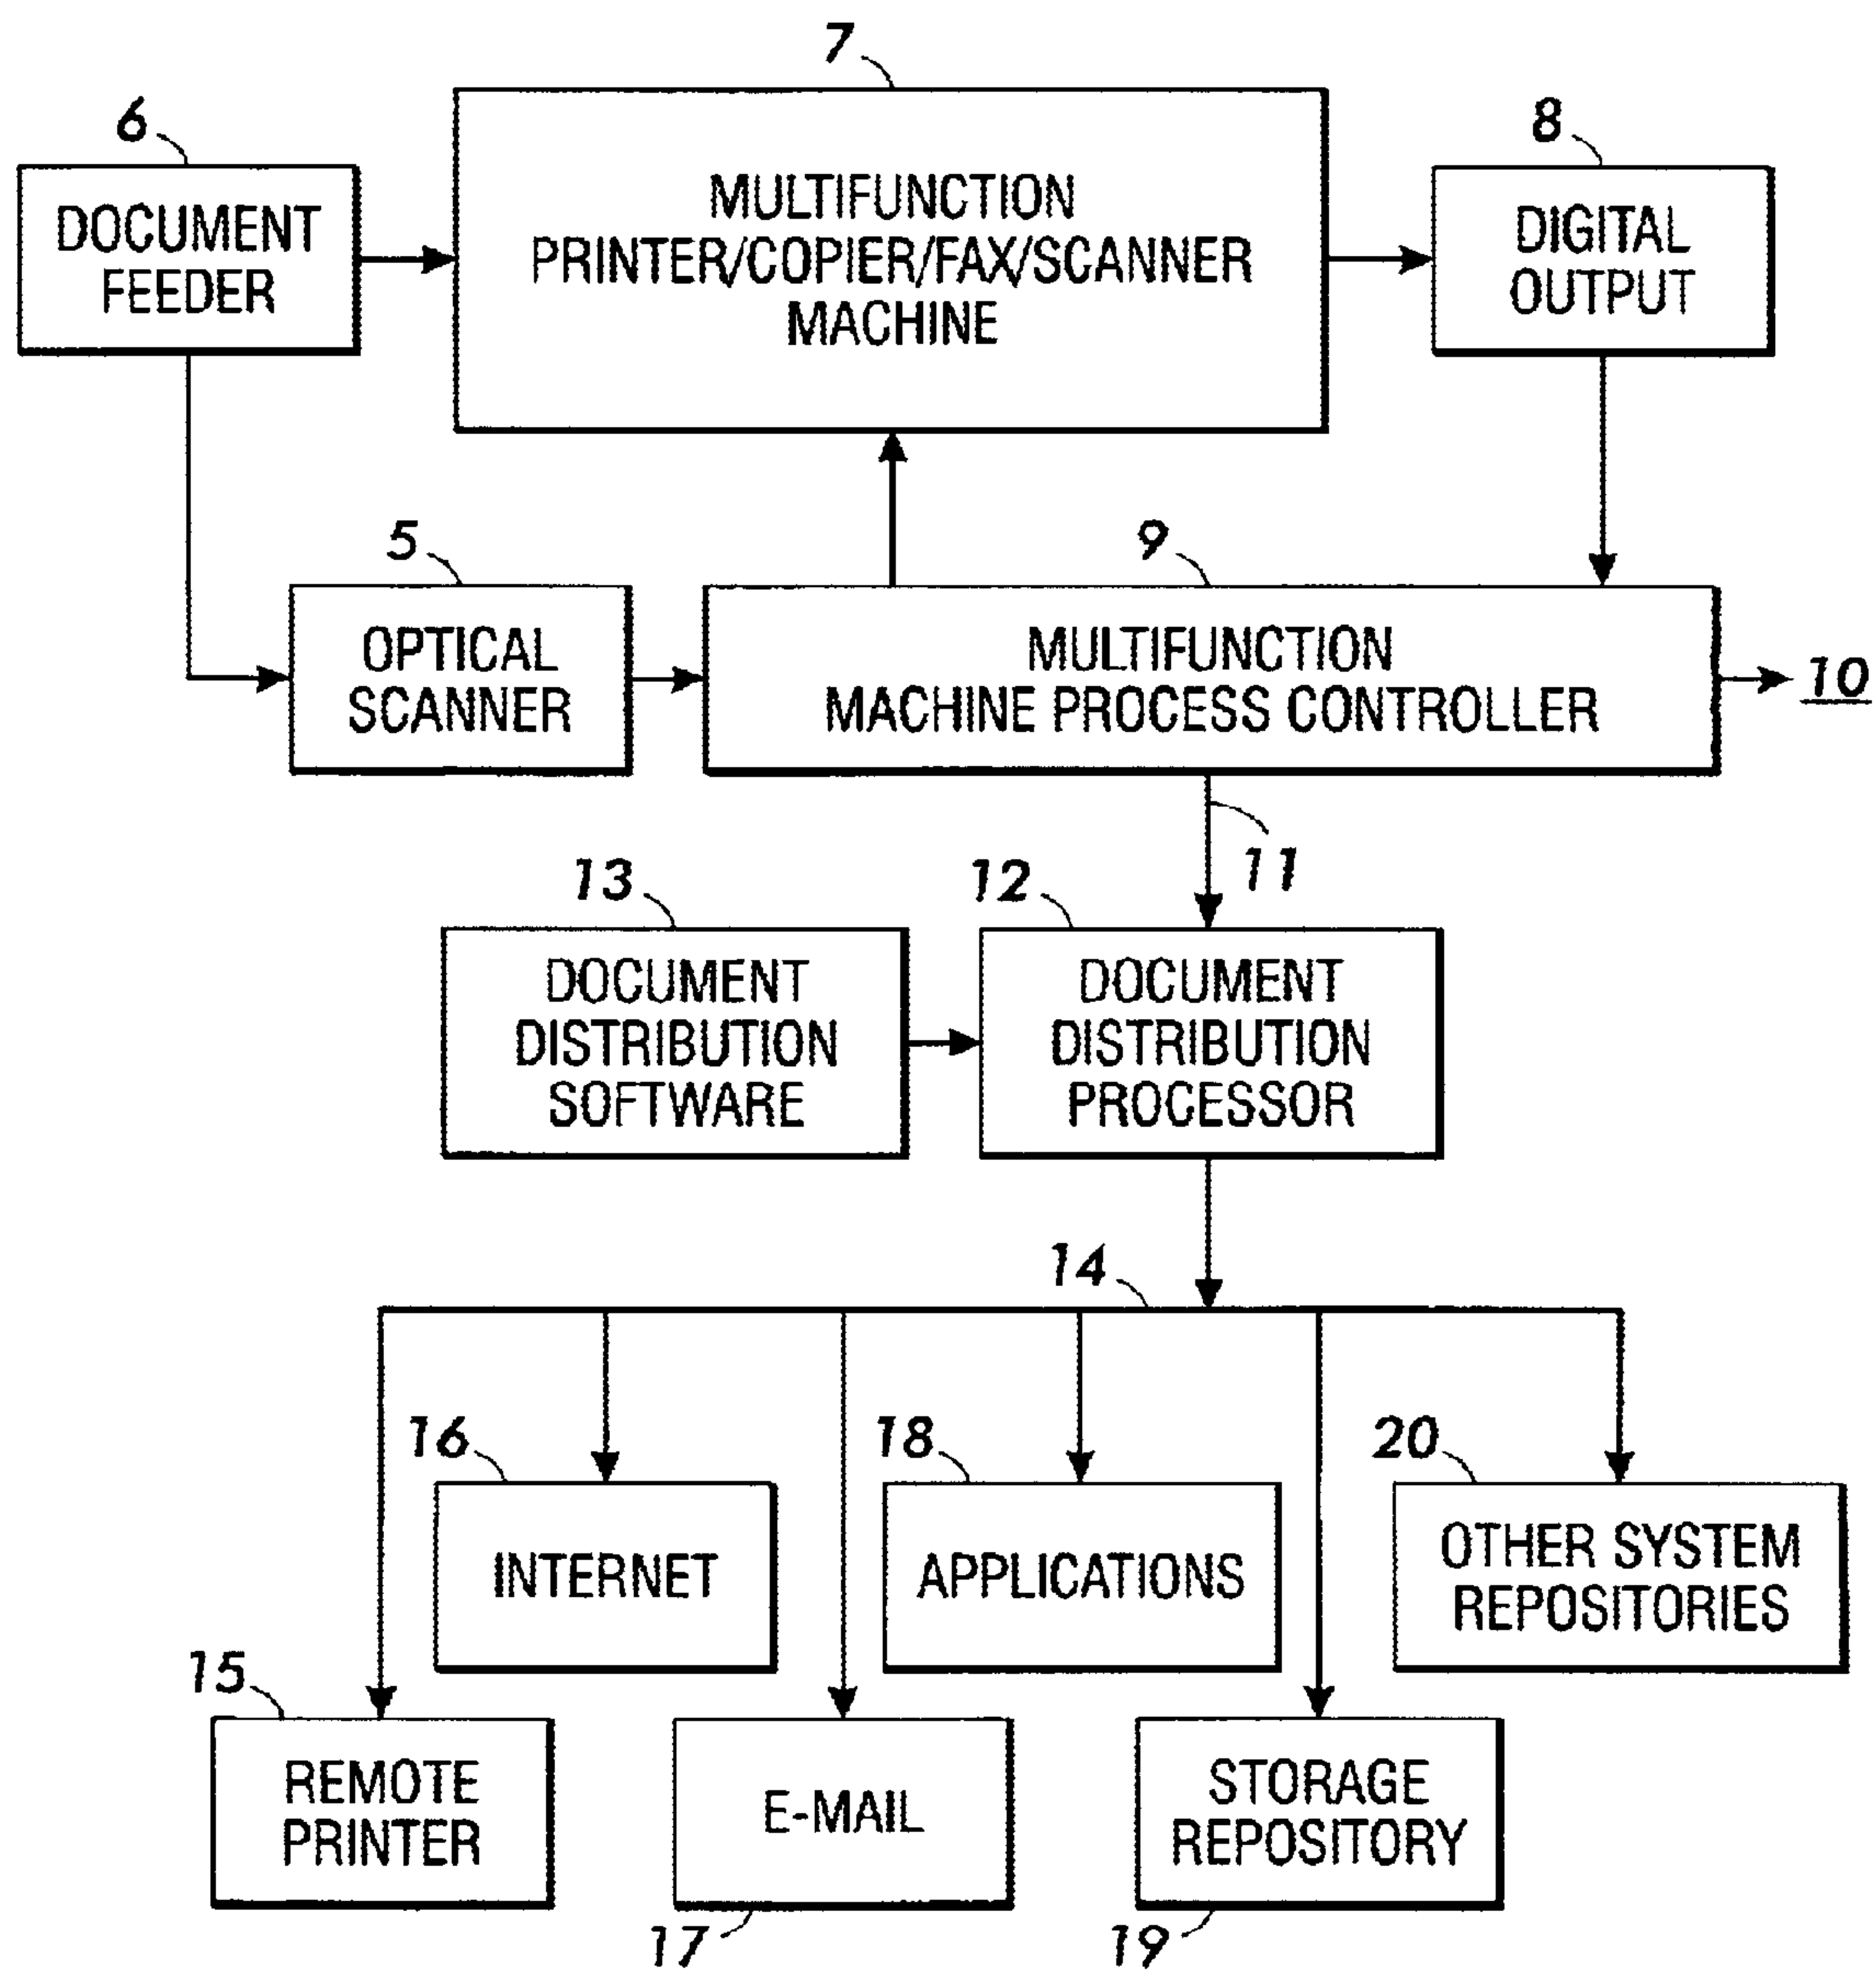 7
6
8
DOCUMENT
FEEDER
MULTIFUNCTION
PRINTER/COPIER/FAX/SCANNER
MACHINE
DIGITAL
OUTPUT
5
9
OPTICAL
SCANNER
MULTIFUNCTION
MACHINE PROCESS CONTROLLER
10
11
13
12
DOCUMENT
DISTRIBUTION
SOFTWARE
DOCUMENT
DISTRIBUTION
PROCESSOR
14
16
18
20
INTERNET
APPLICATIONS
OTHER SYSTEM
REPOSITORIES
15
REMOTE
PRINTER
E-MAIL
STORAGE
REPOSITORY
17
19